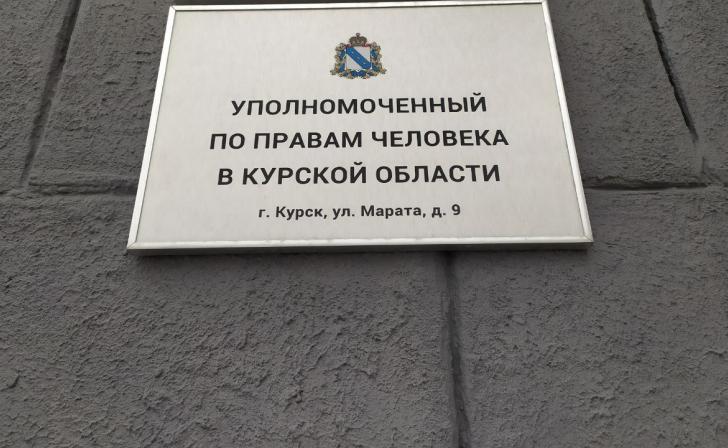 УПОЛНОМОЧЕННЫЙ
ПО ПРАВАМ ЧЕЛОВЕКА
В КУРСКОЙ ОБЛАСТИ
г. Курск, ул. Марата, д. 9